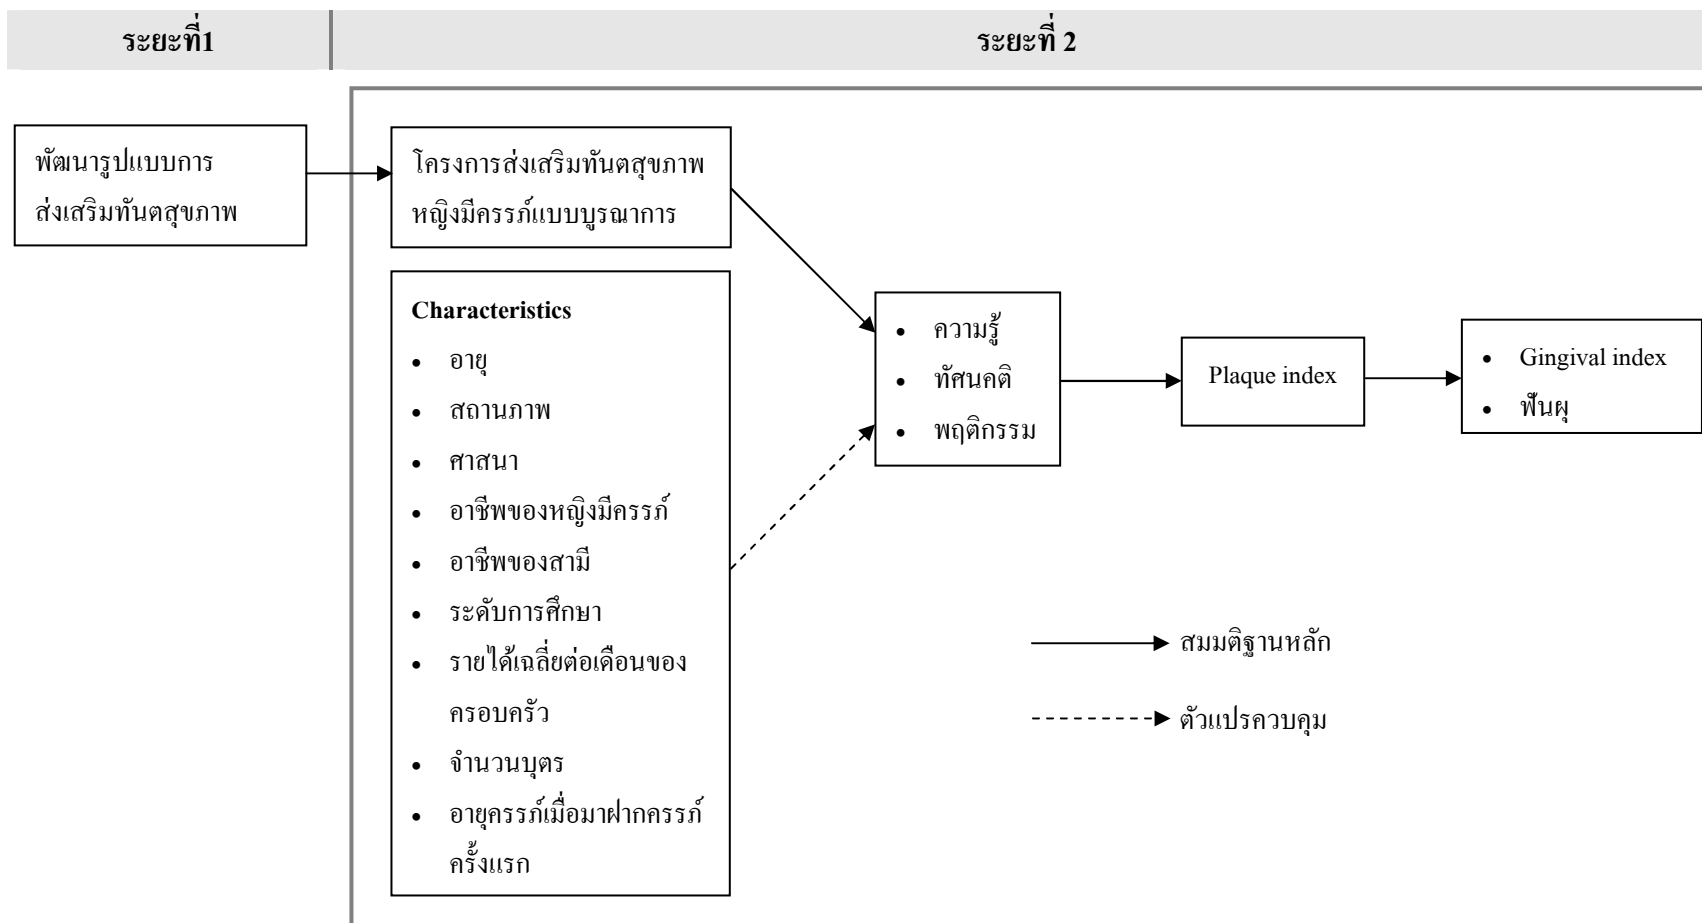 ระยะที่1
ระยะที่ 2
พัฒนารูปแบบการ
ส่งเสริมทันตสุขภาพ
โครงการส่งเสริมทันตสุขภาพ
หญิงมีครรภ์แบบบูรณาการ
Characteristics
• อายุ
• สถานภาพ
• ศาสนา
• อาชีพของหญิงมีครรภ์
• อาชีพของสามี
• ระดับการศึกษา
• รายได้เฉลี่ยต่อเดือนของ
ครอบครัว
• จำนวนบุตร
• อายุครรภ์เมื่อมาฝากครรภ์
ครั้งแรก
• ความรู้
• ทัศนคติ
• พฤติกรรม
Plaque index
• Gingival index
• ฟันผุ
สมมติฐานหลัก
ตัวแปรควบคุม